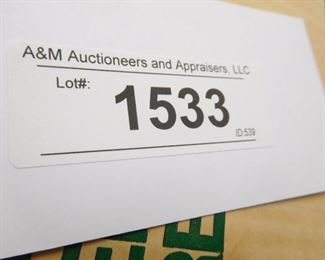 A&M Auctioneers and Appraisers, LLC
Lot#:
1533
ID:539